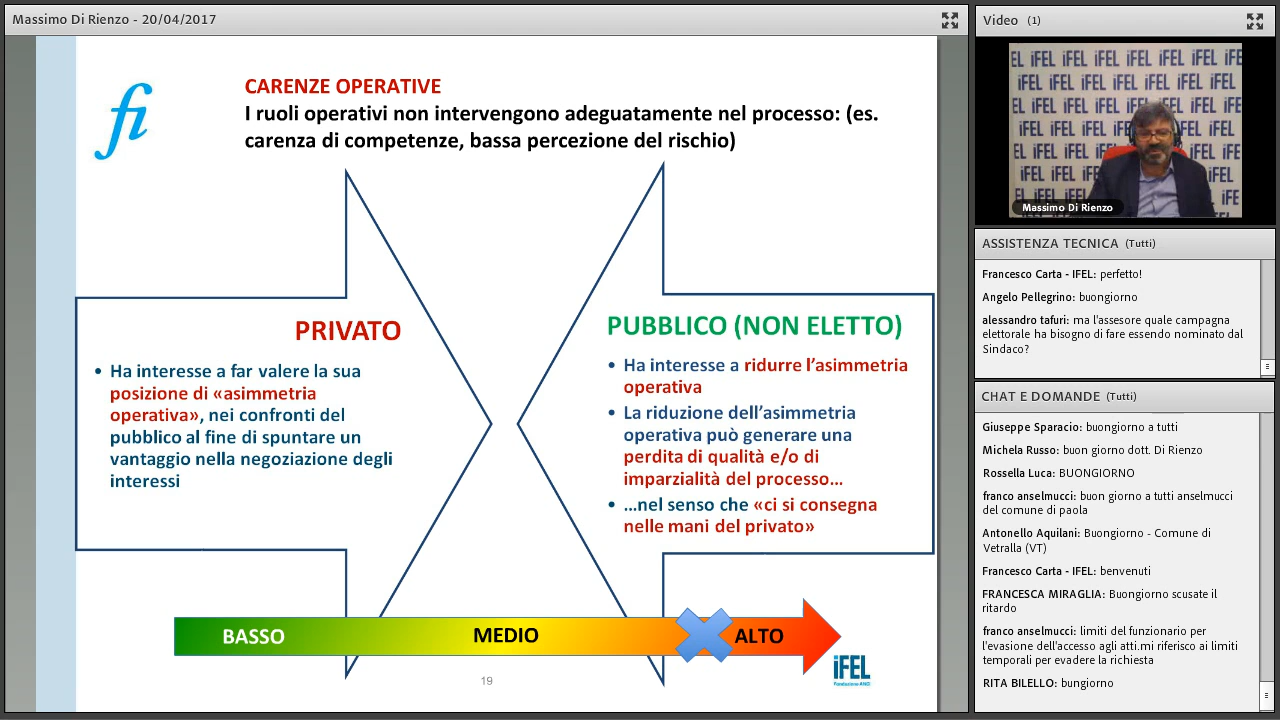 Massimo Di Rienzo - 20/04/2017
fi
CARENZE OPERATIVE
I ruoli operativi non intervengono adeguatamente nel processo: (es.
carenza di competenze, bassa percezione del rischio)
PRIVATO
• Ha interesse a far valere la sua
posizione di «asimmetria
operativa», nei confronti del
pubblico al fine di spuntare un
vantaggio nella negoziazione degli
interessi
PUBBLICO (NON ELETTO)
• Ha interesse a ridurre l’asimmetria
operativa
• La riduzione dell’asimmetria
operativa può generare una
perdita di qualità e/o di
imparzialità del processo…
• …nel senso che «ci si consegna
nelle mani del privato»
BASSO
MEDIO
ALTO
19
iFEL
Fondazione ANCI
Video (1)
iFEL
Massimo Di Rienzo
ASSISTENZA TECNICA (Tutti)
Francesco Carta - IFEL: perfetto!
Angelo Pellegrino: buongiorno
alessandro tafuri: ma l'assesore quale campagna
elettorale ha bisogno di fare essendo nominato dal
Sindaco?
CHAT E DOMANDE (Tutti)
Giuseppe Sparacio: buongiorno a tutti
Michela Russo: buon giorno dott. Di Rienzo
Rossella Luca: BUONGIORNO
franco anselmucci: buon giorno a tutti anselmucci
del comune di paola
Antonello Aquilani: Buongiorno - Comune di
Vetralla (VT)
Francesco Carta - IFEL: benvenuti
FRANCESCA MIRAGLIA: Buongiorno scusate il
ritardo
franco anselmucci: limiti del funzionario per
l'evasione dell'accesso agli atti.mi riferisco ai limiti
temporali per evadere la richiesta
RITA BILELLO: bungiorno